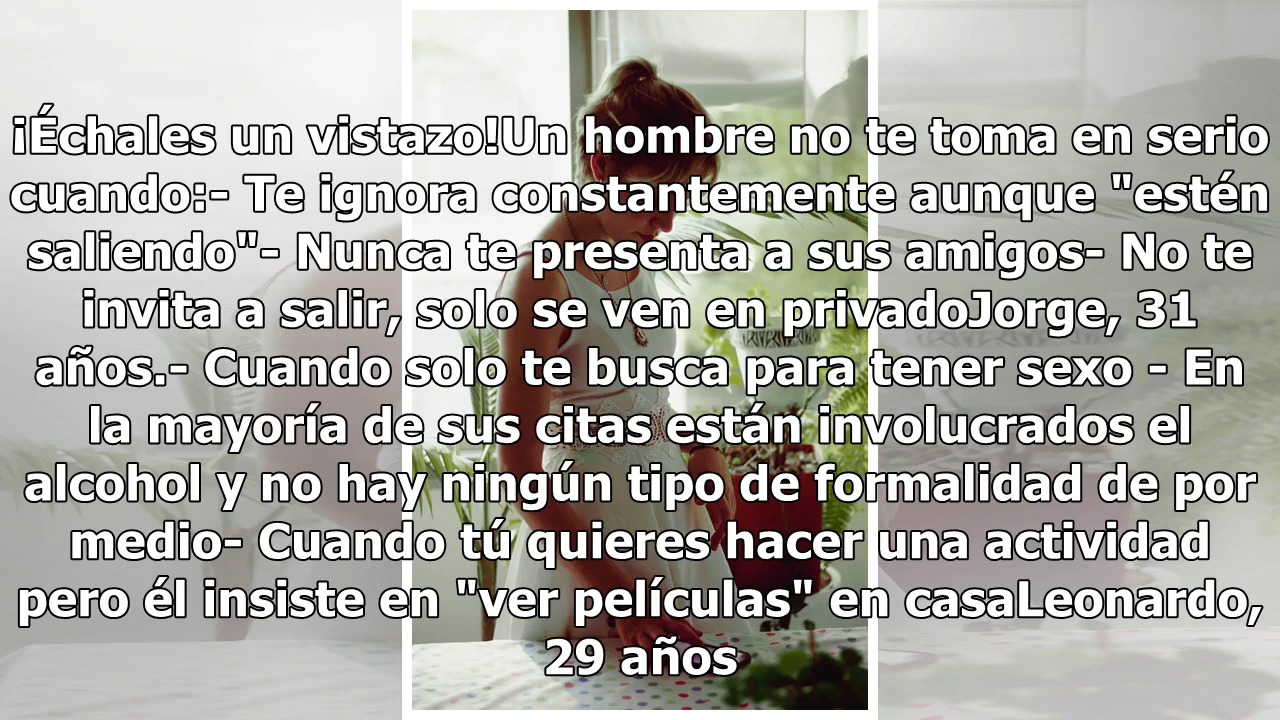 ¡Échales un vistazo!Un hombre no te toma en serio
cuando:- Te ignora constantemente aunque "estén
saliendo"- Nunca te presenta a sus amigos- No te
invita a salir, solo se ven en privadoJorge, 31
años.- Cuando solo te busca para tener sexo - En
la mayoría de sus citas están involucrados el
alcohol y no hay ningún tipo de formalidad de por
medio- Cuando tú quieres hacer una actividad
pero él insiste en "ver películas" en casaLeonardo,
29 años